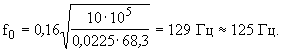 f₀ = 0,16√(10·10⁵ / 0,0225·68,3) = 129 Гц ≈ 125 Гц.